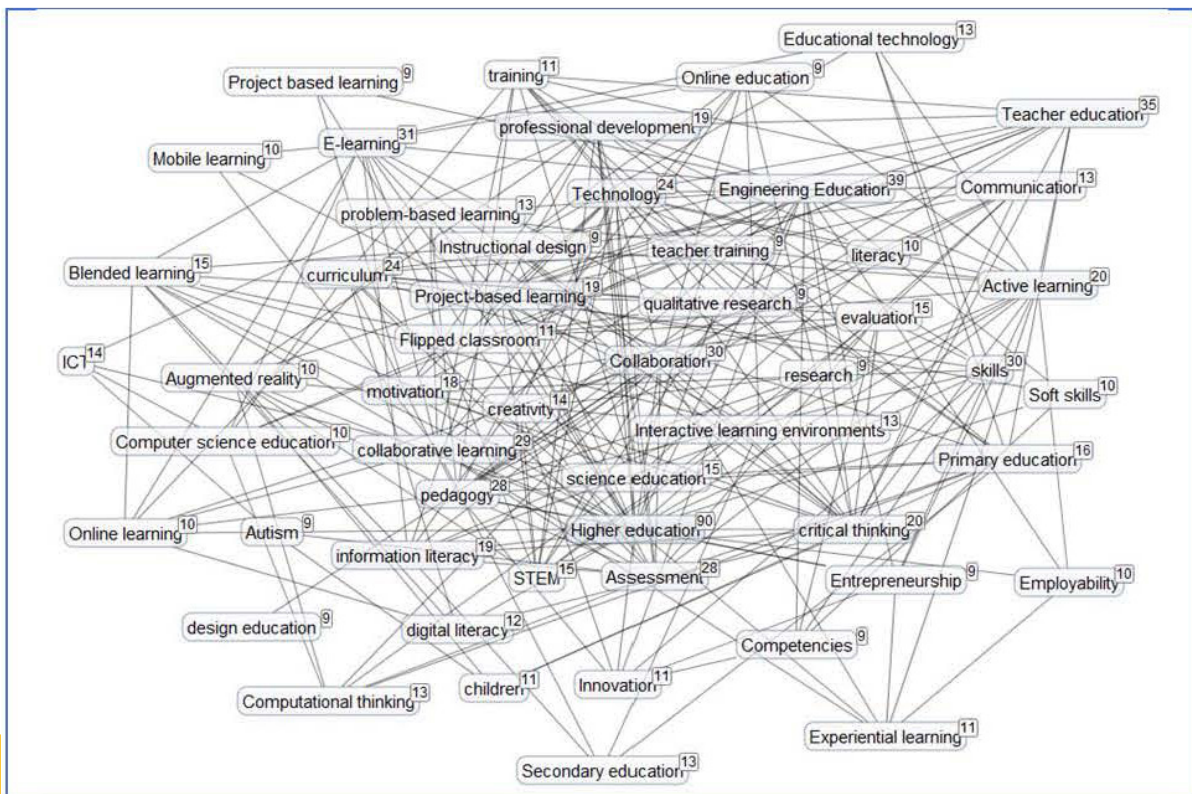 Educational technology 13
Project based learning 9
training 11
Online education 9
Teacher education 35
professional development 19
E-learning 31
Mobile learning 10
Technology 24
Engineering Education 39
Communication 13
problem-based learning 13
Instructional design 9
teacher training 9
literacy 10
Blended learning 15
curriculum 24
Active learning 20
Project-based learning 19
qualitative research 9
evaluation 15
Flipped classroom 11
ICT 14
Collaboration 30
Augmented reality 10
research 9
skills 30
motivation 18
Soft skills 10
creativity 14
Interactive learning environments 13
Computer science education 10
collaborative learning 29
Primary education 16
science education 15
pedagogy 28
Online learning 10
Autism 9
Higher education 90
critical thinking 20
information literacy 19
STEM 15
Assessment 28
Entrepreneurship 9
Employability 10
design education 9
digital literacy 12
Competencies 9
Computational thinking 13
children 11
Innovation 11
Experiential learning 11
Secondary education 13